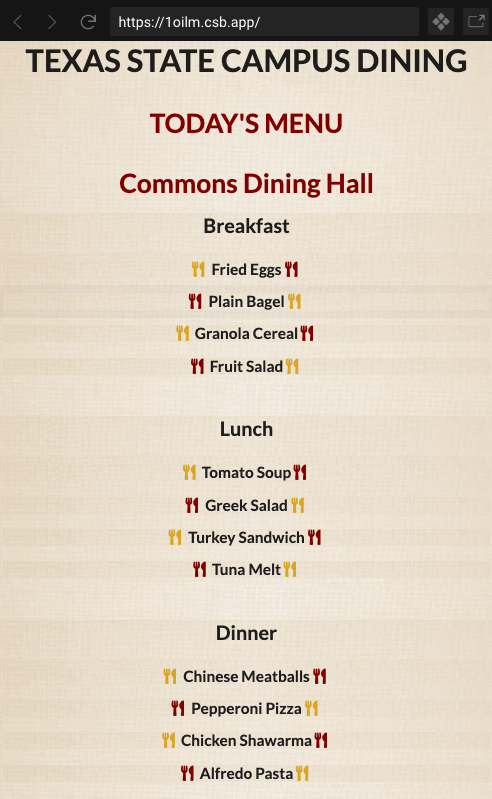 https://1oilm.csb.app/
TEXAS STATE CAMPUS DINING
TODAY'S MENU
Commons Dining Hall
Breakfast
Fried Eggs
Plain Bagel
Granola Cereal
Fruit Salad
Lunch
Tomato Soup
Greek Salad
Turkey Sandwich
Tuna Melt
Dinner
Chinese Meatballs
Pepperoni Pizza
Chicken Shawarma
Alfredo Pasta